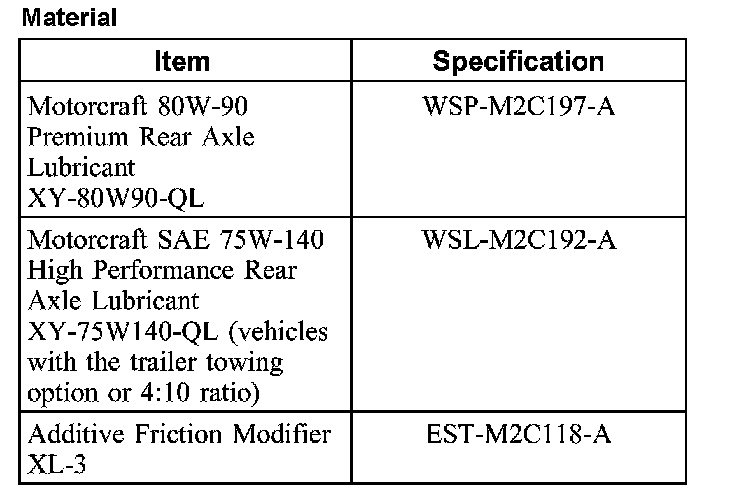 Material
Item Specification
Motorcraft 80W-90 WSP-M2C197-A
Premium Rear Axle
Lubricant
XY-80W90-QL
Motorcraft SAE 75W-140 WSL-M2C192-A
High Performance Rear
Axle Lubricant
XY-75W140-QL (vehicles
with the trailer towing
option or 4:10 ratio)
Additive Friction Modifier EST-M2C118-A
XL-3